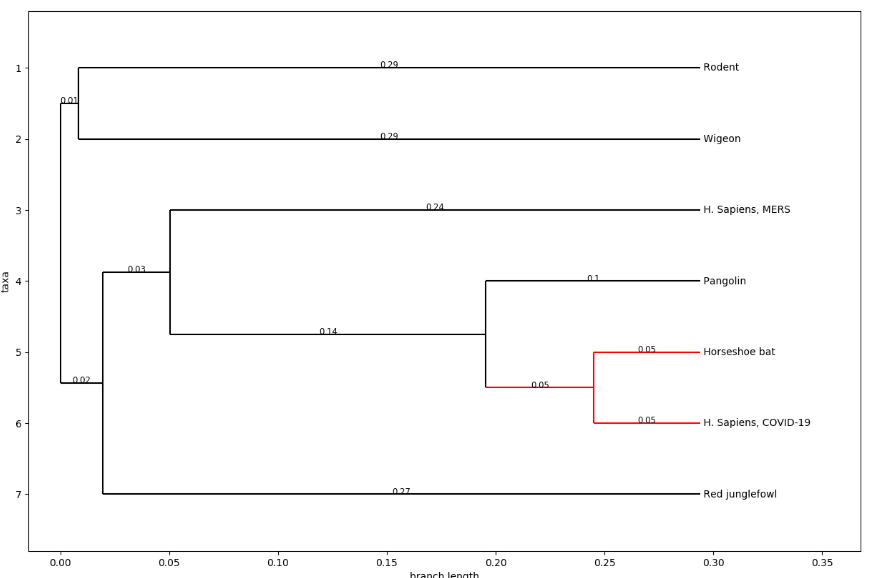 1
0.29
Rodent
0.01
2
0.29
Wigeon
3
0.24
H. Sapiens, MERS
0.03
4
0.1
Pangolin
taxa
0.14
5
0.05
Horseshoe bat
0.02
0.05
6
0.05
H. Sapiens, COVID-19
7
0.27
Red junglefowl
0.00 0.05 0.10 0.15 0.20 0.25 0.30 0.35
branch length